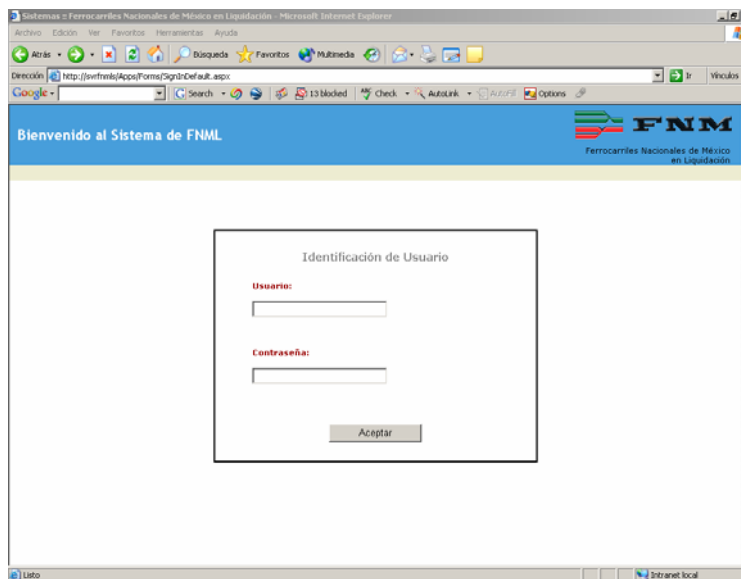 Sistemas :: Ferrocarriles Nacionales de México en Liquidación - Microsoft Internet Explorer
Archivo Edición Ver Favoritos Herramientas Ayuda
Atrás Búsqueda Favoritos Multimedia
Dirección http://svrfnmls/Apps/Forms/SignInDefault.aspx Ir Vínculos
Google Search 13 blocked Check AutoLink AutoFill Options
Bienvenido al Sistema de FNML
FNM
Ferrocarriles Nacionales de México
en Liquidación
Identificación de Usuario
Usuario:
Contraseña:
Aceptar
Listo Intranet local